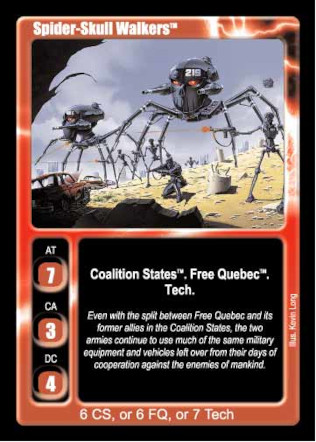 Spider-Skull Walkers™
219
AT
7
CA
3
DC
4
Coalition States™. Free Quebec™.
Tech.
Even with the split between Free Quebec and its
former allies in the Coalition States, the two
armies continue to use much of the same military
equipment and vehicles left over from their days of
cooperation against the enemies of mankind.
Illus. Kevin Long
6 CS, or 6 FQ, or 7 Tech